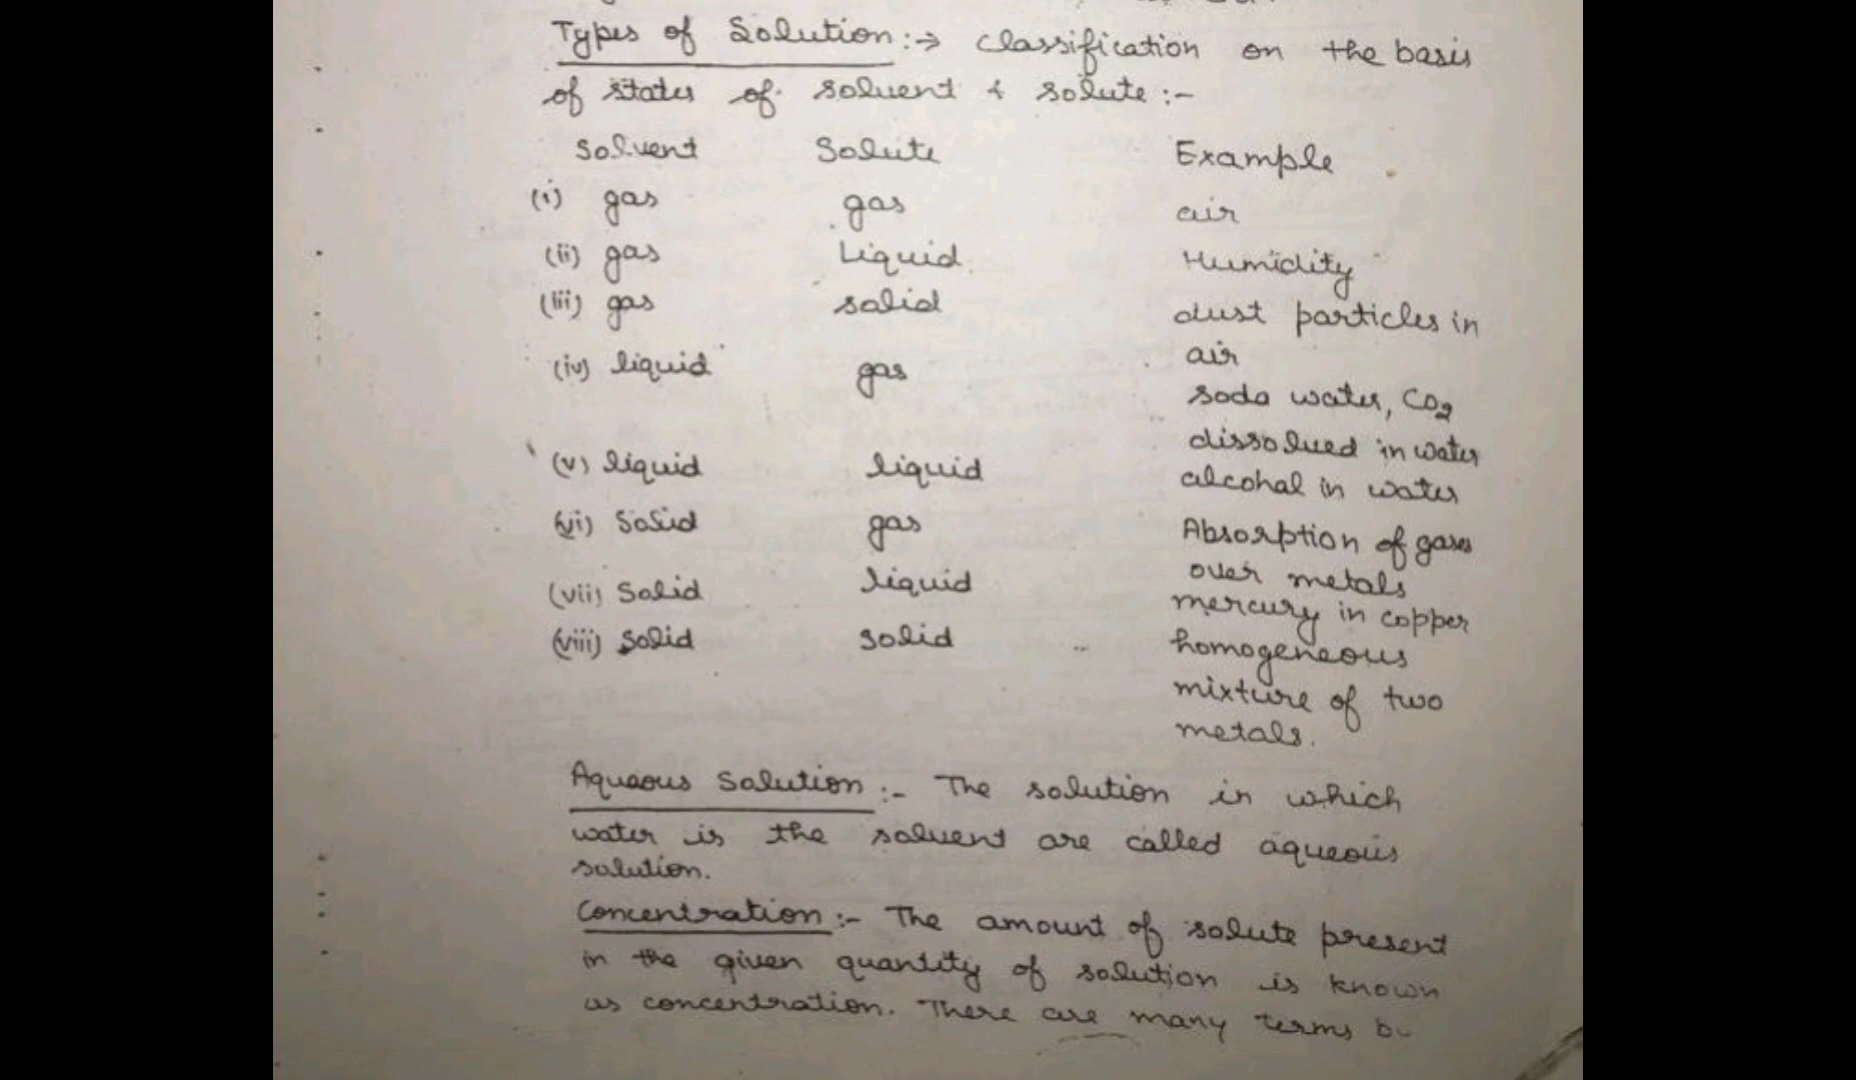 Types of Solution :→ classification on the basis
of states of solvent & solute :-
Solvent Solute Example
(i) gas gas air
(ii) gas Liquid Humidity
(iii) gas solid dust particles in
air
(iv) liquid gas soda water, CO2
dissolved in water
(v) liquid liquid alcohal in water
(vi) Solid gas Absorption of gases
over metals
(vii) Solid liquid mercury in copper
(viii) Solid solid homogeneous
mixture of two
metals.
Aqueous Solution :- The solution in which
water is the solvent are called aqueous
solution.
Concentration :- The amount of solute present
in the given quantity of solution is known
as concentration. There are many terms